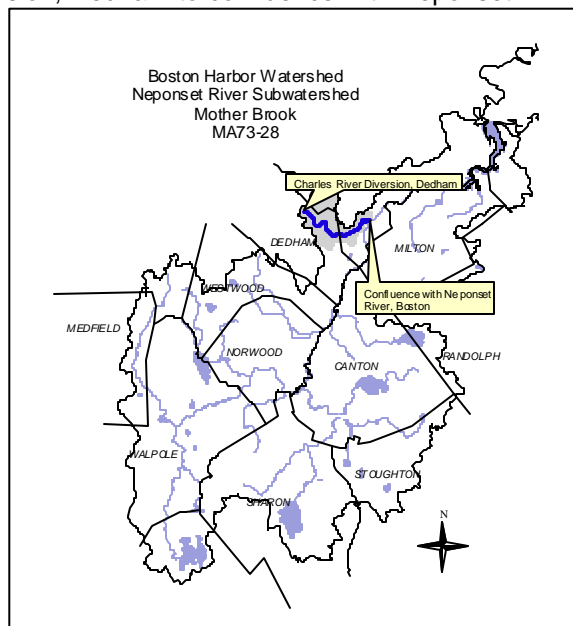 Boston Harbor Watershed
Neponset River Subwatershed
Mother Brook
MA73-28
Charles River Diversion, Dedham
DEDHAM
MILTON
WESTWOOD
Confluence with Neponset
River, Boston
MEDFIELD
NORWOOD
CANTON
RANDOLPH
WALPOLE
STOUGHTON
SHARON
N